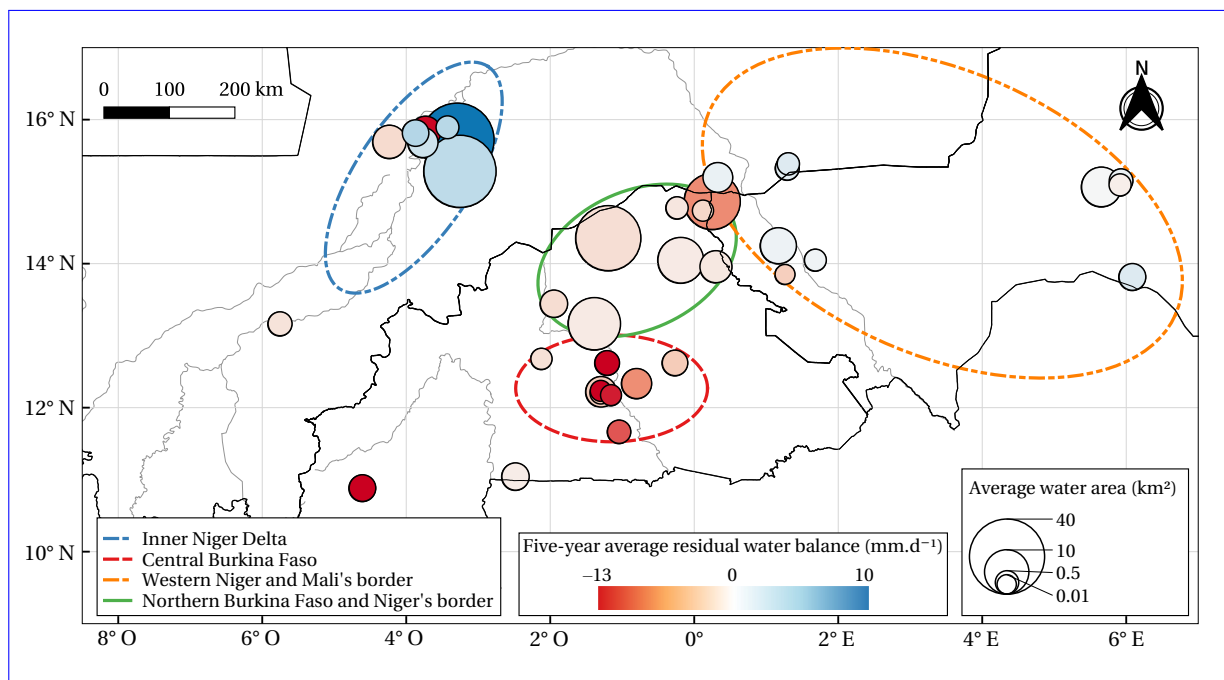 0 100 200 km
N
16° N
14° N
12° N
10° N
Average water area (km²)
40
10
0.5
0.01
Inner Niger Delta
Central Burkina Faso
Western Niger and Mali's border
Northern Burkina Faso and Niger's border
Five-year average residual water balance (mm.d⁻¹)
−13 0 10
8° O 6° O 4° O 2° O 0° 2° E 4° E 6° E